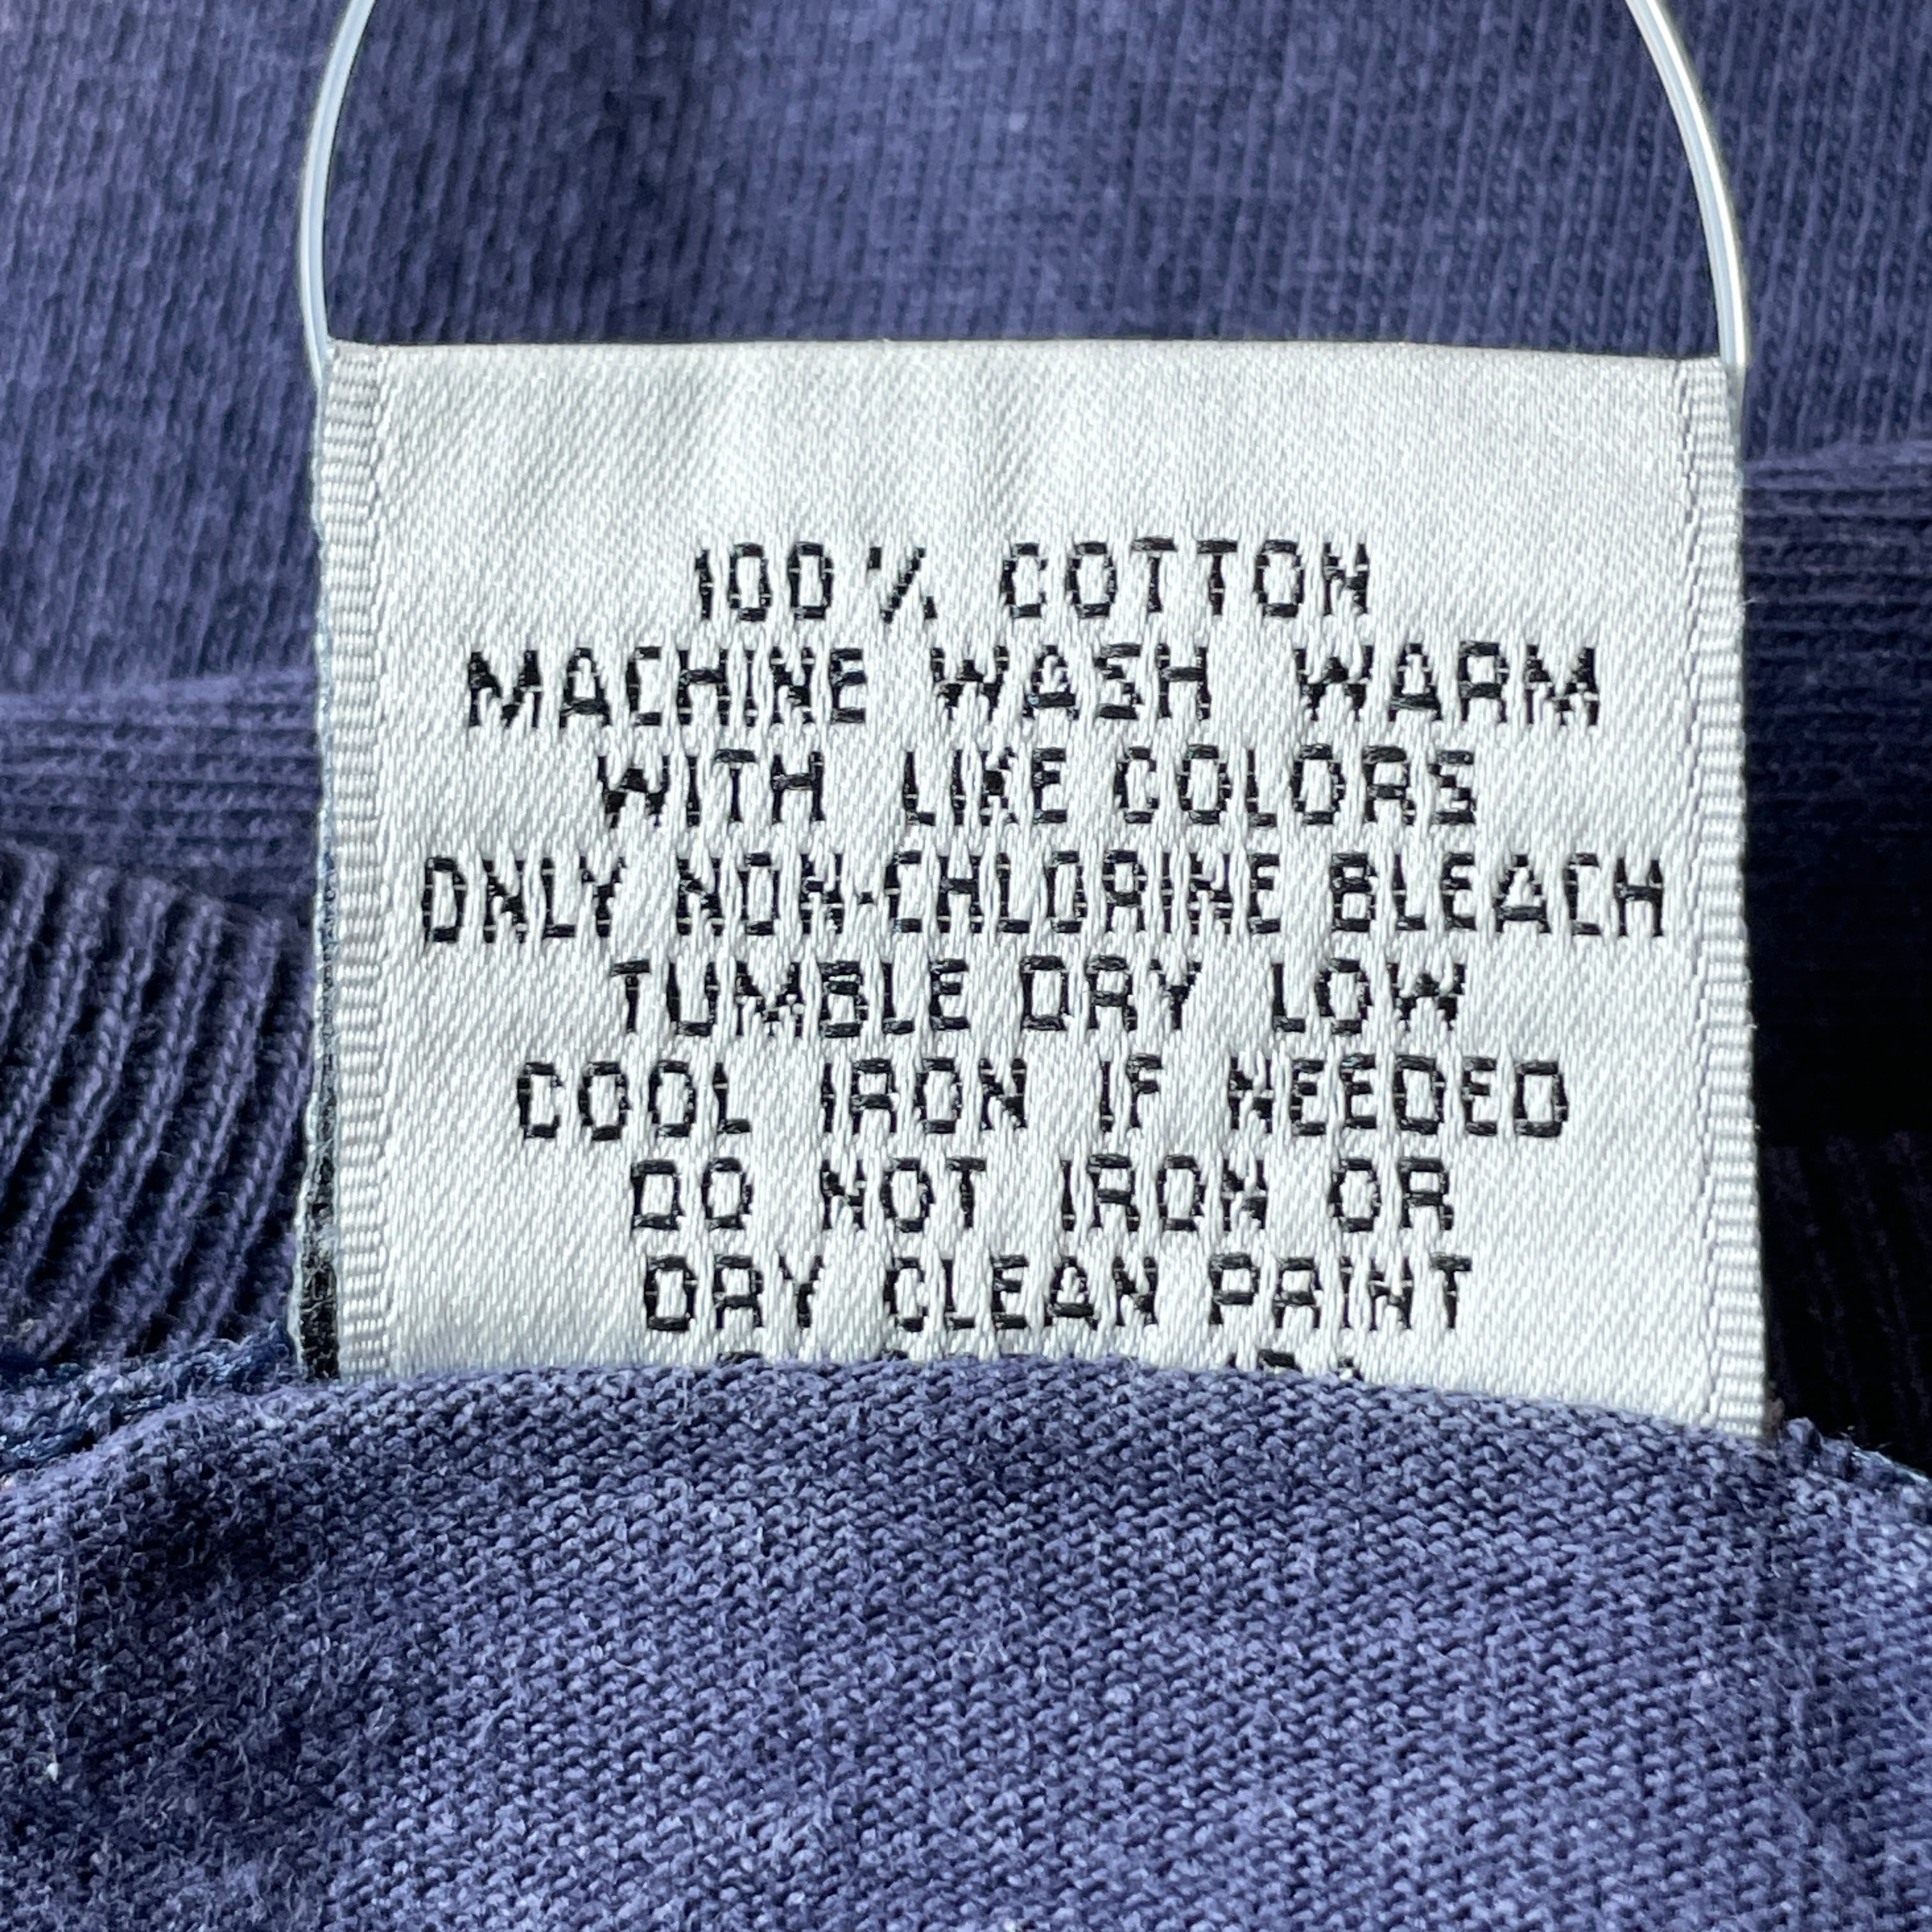 100% COTTON
MACHINE WASH WARM
WITH LIKE COLORS
ONLY NON-CHLORINE BLEACH
TUMBLE DRY LOW
COOL IRON IF NEEDED
DO NOT IRON OR
DRY CLEAN PRINT